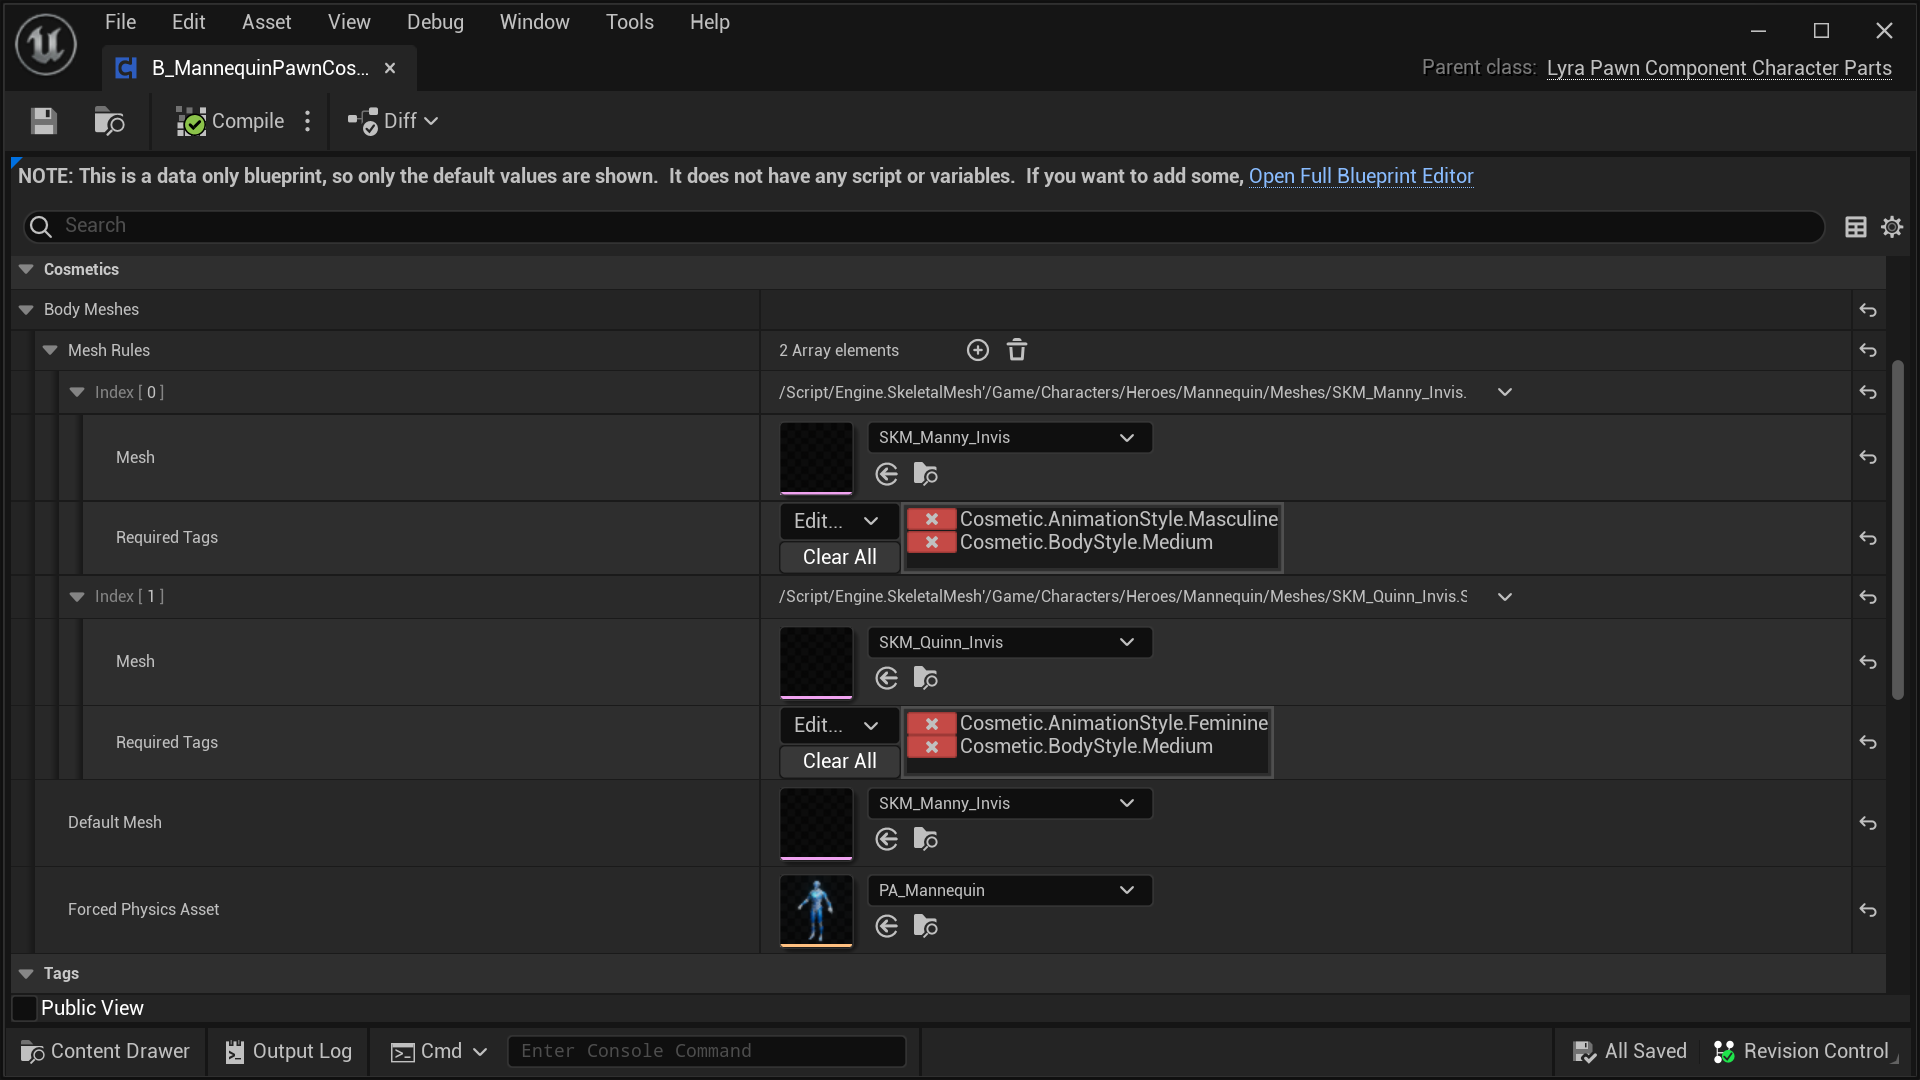 File Edit Asset View Debug Window Tools Help
B_MannequinPawnCos...
Parent class: Lyra Pawn Component Character Parts
Compile Diff
NOTE: This is a data only blueprint, so only the default values are shown.  It does not have any script or variables.  If you want to add some, Open Full Blueprint Editor
Search
Cosmetics
Body Meshes
Mesh Rules 2 Array elements
Index [ 0 ] /Script/Engine.SkeletalMesh'/Game/Characters/Heroes/Mannequin/Meshes/SKM_Manny_Invis.
Mesh SKM_Manny_Invis
Required Tags Edit... Cosmetic.AnimationStyle.Masculine
Cosmetic.BodyStyle.Medium
Clear All
Index [ 1 ] /Script/Engine.SkeletalMesh'/Game/Characters/Heroes/Mannequin/Meshes/SKM_Quinn_Invis.S
Mesh SKM_Quinn_Invis
Required Tags Edit... Cosmetic.AnimationStyle.Feminine
Cosmetic.BodyStyle.Medium
Clear All
Default Mesh SKM_Manny_Invis
Forced Physics Asset PA_Mannequin
Tags
Public View
Content Drawer Output Log Cmd Enter Console Command All Saved Revision Control